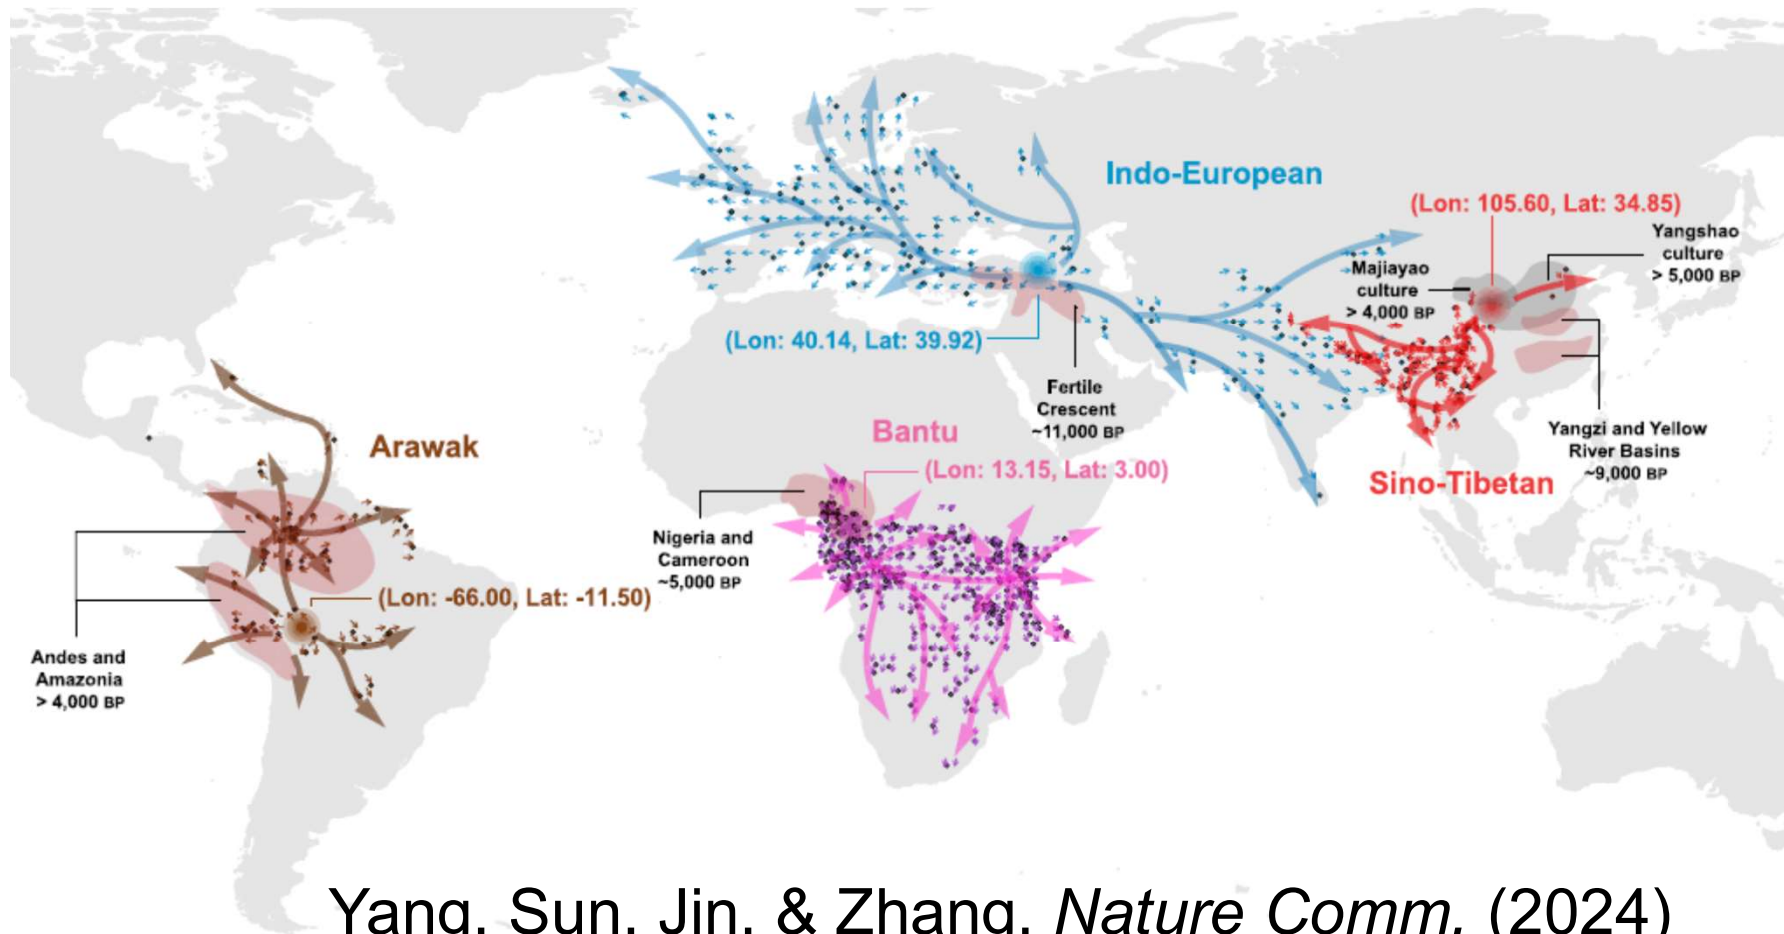 Indo-European
(Lon: 105.60, Lat: 34.85)
Yangshao
culture
> 5,000 BP
Majiayao
culture
> 4,000 BP
(Lon: 40.14, Lat: 39.92)
Fertile
Crescent
~11,000 BP
Yangzi and Yellow
River Basins
~9,000 BP
Sino-Tibetan
Arawak
Bantu
(Lon: 13.15, Lat: 3.00)
Nigeria and
Cameroon
~5,000 BP
(Lon: -66.00, Lat: -11.50)
Andes and
Amazonia
> 4,000 BP
Yang, Sun, Jin, & Zhang, Nature Comm. (2024)